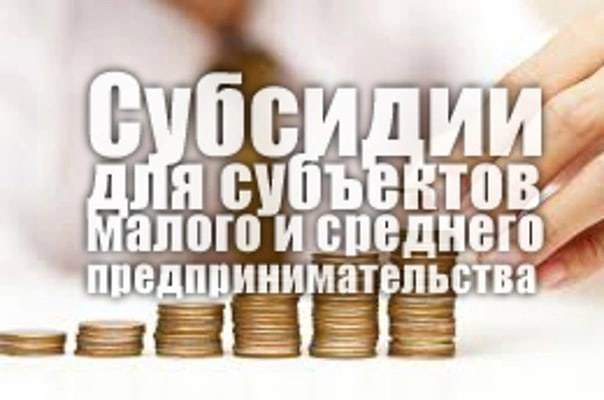 Субсидии
для субъектов
малого и среднего
предпринимательства